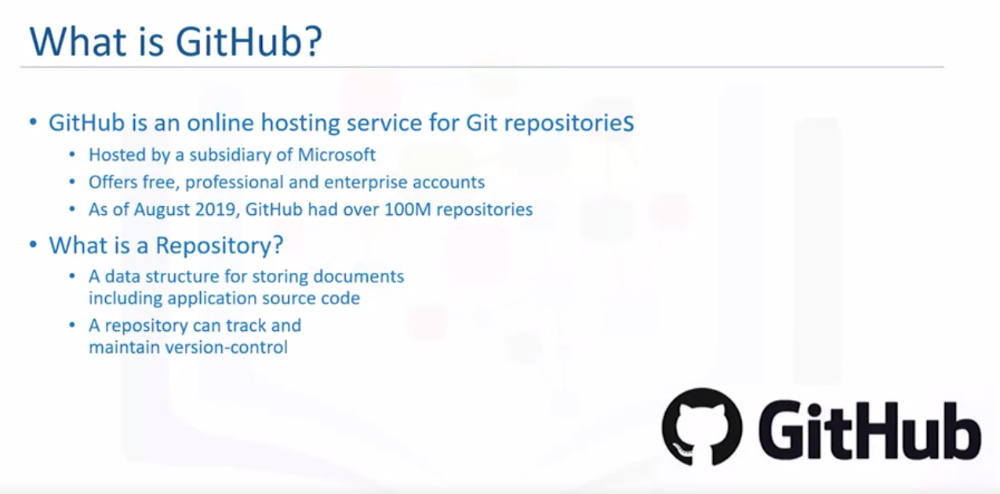 What is GitHub?
• GitHub is an online hosting service for Git repositories
• Hosted by a subsidiary of Microsoft
• Offers free, professional and enterprise accounts
• As of August 2019, GitHub had over 100M repositories
• What is a Repository?
• A data structure for storing documents
including application source code
• A repository can track and
maintain version-control
GitHub